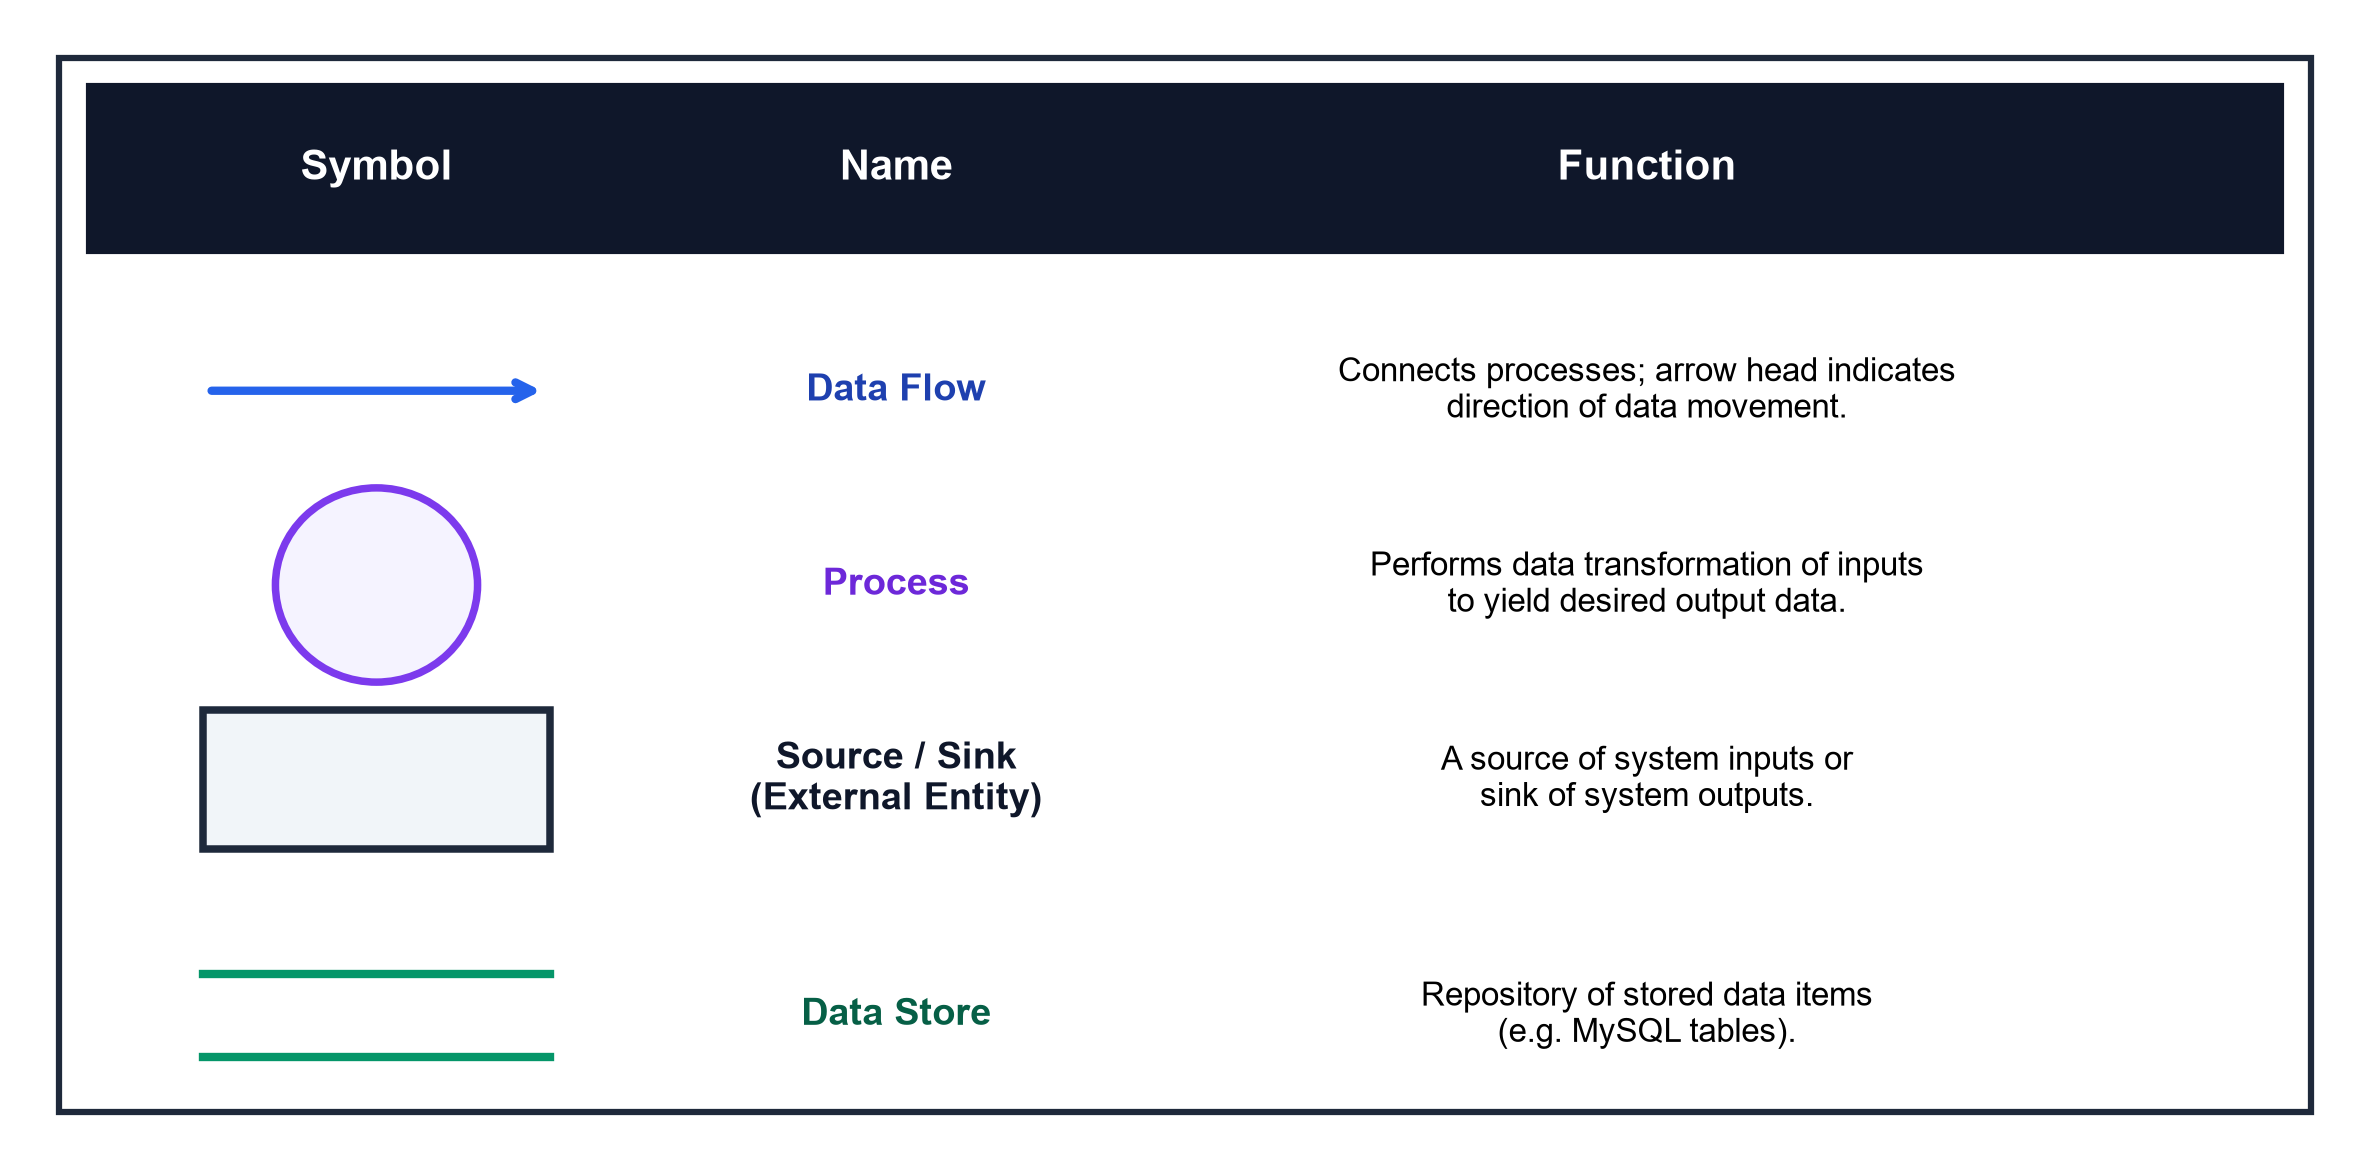 Symbol Name Function
Data Flow
Connects processes; arrow head indicates
direction of data movement.
Process
Performs data transformation of inputs
to yield desired output data.
Source / Sink
(External Entity)
A source of system inputs or
sink of system outputs.
Data Store
Repository of stored data items
(e.g. MySQL tables).